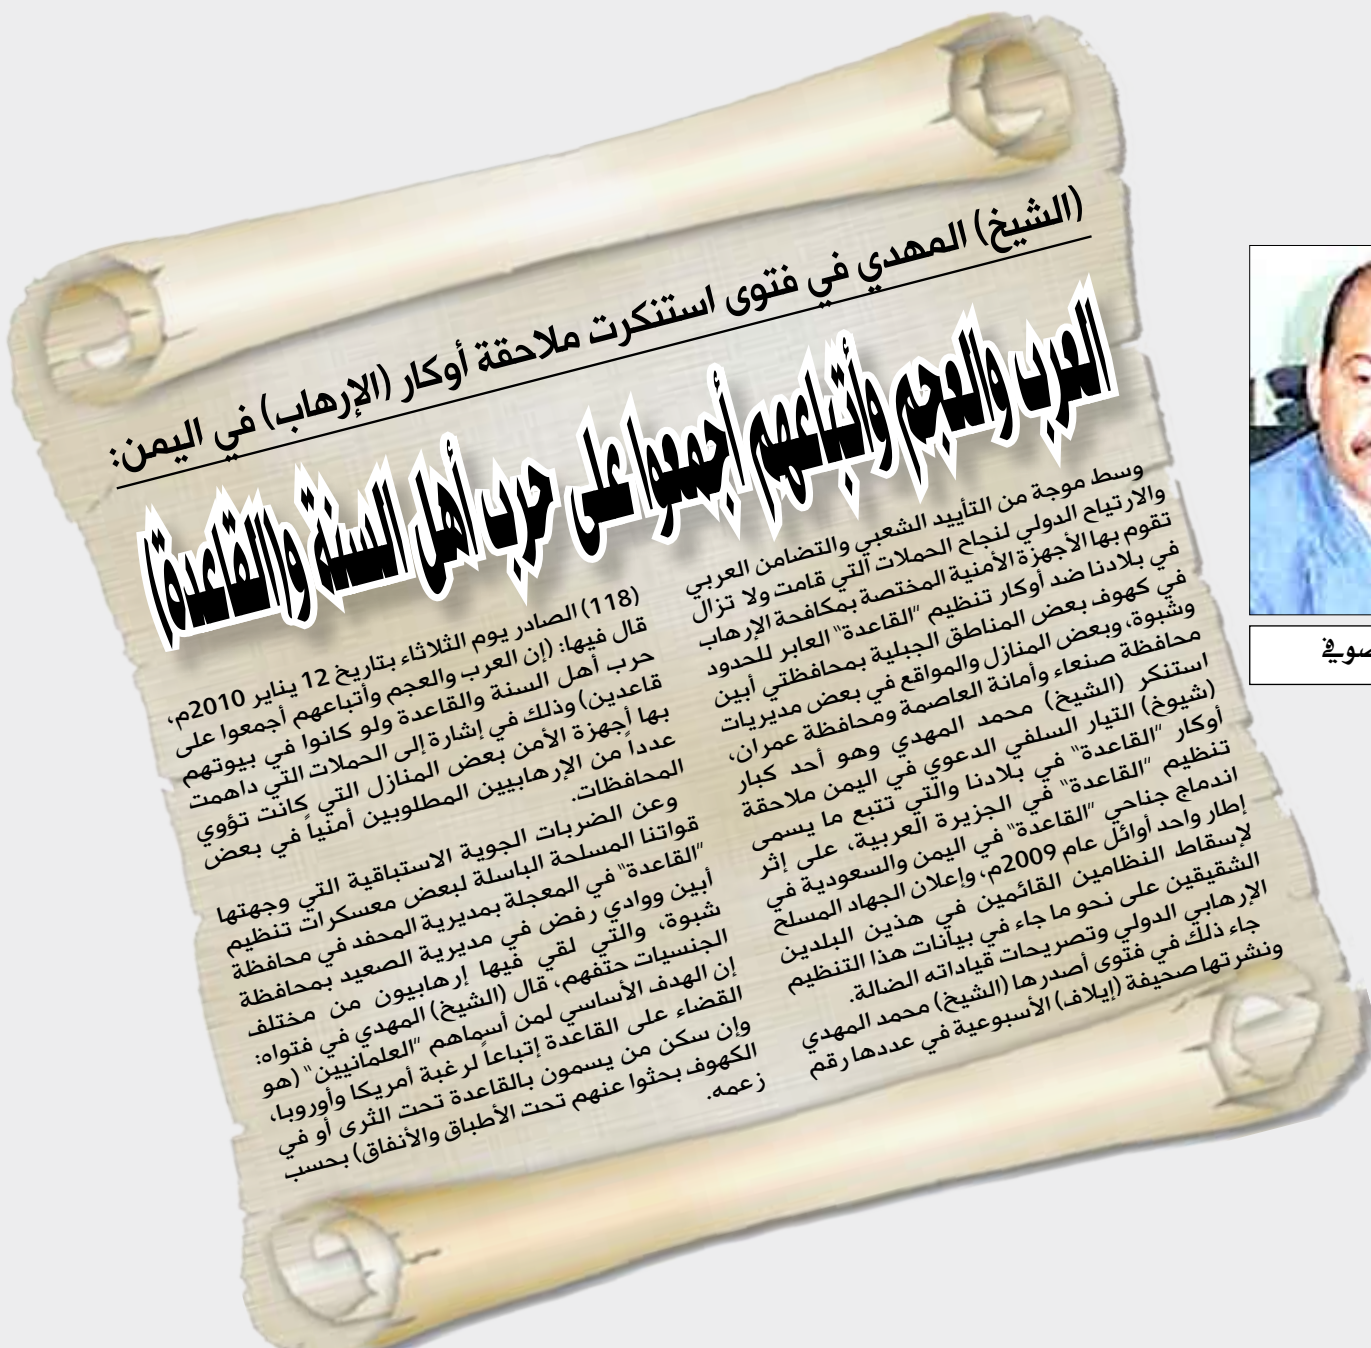 (الشيخ) المهدي في فتوى استنكرت ملاحقة أوكار (الإرهاب) في اليمن:
العرب والعجم وأتباعهم أجمعوا على حرب أهل السنة و(القاعدة)
وسط موجة من التأييد الشعبي والتضامن العربي
والارتياح الدولي لنجاح الحملات التي قامت ولا تزال
تقوم بها الأجهزة الأمنية المختصة بمكافحة الإرهاب
في بلادنا ضد أوكار تنظيم "القاعدة" العابر للحدود
في كهوف بعض المناطق الجبلية بمحافظتي أبين
وشبوة، وبعض المنازل والمواقع في بعض مديريات
محافظة صنعاء وأمانة العاصمة ومحافظة عمران،
استنكر (الشيخ) محمد المهدي وهو أحد كبار
(شيوخ) التيار السلفي الدعوي في اليمن ملاحقة
أوكار "القاعدة" في بلادنا والتي تتبع ما يسمى
تنظيم "القاعدة" في الجزيرة العربية، على إثر
اندماج جناحي "القاعدة" في اليمن والسعودية في
إطار واحد أوائل عام 2009م، وإعلان الجهاد المسلح
لإسقاط النظامين القائمين في هذين البلدين
الشقيقين على نحو ما جاء في بيانات هذا التنظيم
الإرهابي الدولي وتصريحات قياداته الضالة.
جاء ذلك في فتوى أصدرها (الشيخ) محمد المهدي
ونشرتها صحيفة (إيلاف) الأسبوعية في عددها رقم
(118) الصادر يوم الثلاثاء بتاريخ 12 يناير 2010م،
قال فيها: (إن العرب والعجم وأتباعهم أجمعوا على
حرب أهل السنة والقاعدة ولو كانوا في بيوتهم
قاعدين) وذلك في إشارة إلى الحملات التي داهمت
بها أجهزة الأمن بعض المنازل التي كانت تؤوي
عدداً من الإرهابيين المطلوبين أمنياً في بعض
المحافظات.
وعن الضربات الجوية الاستباقية التي وجهتها
قواتنا المسلحة الباسلة لبعض معسكرات تنظيم
"القاعدة" في المعجلة بمديرية المحفد في محافظة
أبين ووادي رفض في مديرية الصعيد بمحافظة
شبوة، والتي لقي فيها إرهابيون من مختلف
الجنسيات حتفهم، قال (الشيخ) المهدي في فتواه:
إن الهدف الأساسي لمن أسماهم "العلمانيين" (هو
القضاء على القاعدة إتباعاً لرغبة أمريكا وأوروبا،
وإن سكن من يسمون بالقاعدة تحت الثرى أو في
الكهوف بحثوا عنهم تحت الأطباق والأنفاق) بحسب
زعمه.